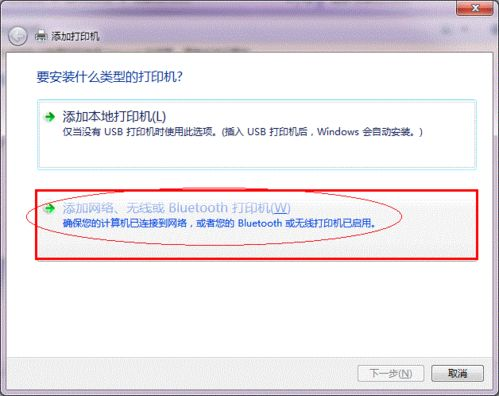 添加打印机
要安装什么类型的打印机?
添加本地打印机(L)
仅当没有 USB 打印机时使用此选项。(插入 USB 打印机后，Windows 会自动安装。)
添加网络、无线或 Bluetooth 打印机(W)
确保您的计算机已连接到网络，或者您的 Bluetooth 或无线打印机已启用。
下一步(N)
取消